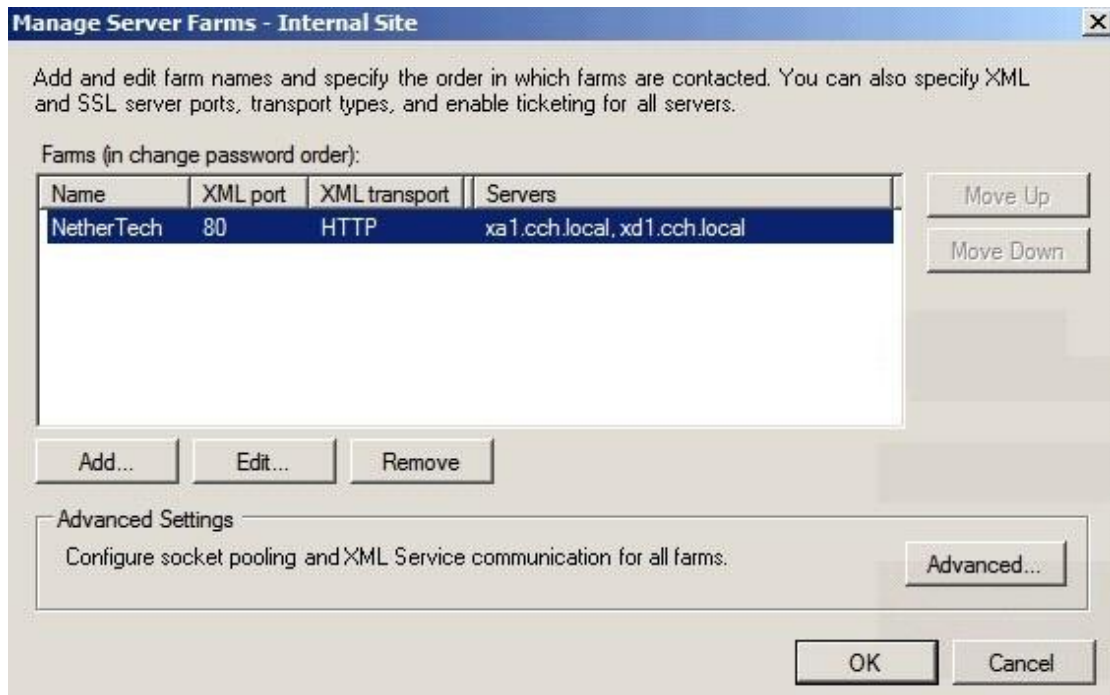 Manage Server Farms - Internal Site
Add and edit farm names and specify the order in which farms are contacted. You can also specify XML
and SSL server ports, transport types, and enable ticketing for all servers.
Farms (in change password order):
Name XML port XML transport Servers
NetherTech 80 HTTP xa1.cch.local, xd1.cch.local
Move Up
Move Down
Add... Edit... Remove
Advanced Settings
Configure socket pooling and XML Service communication for all farms.
Advanced...
OK Cancel